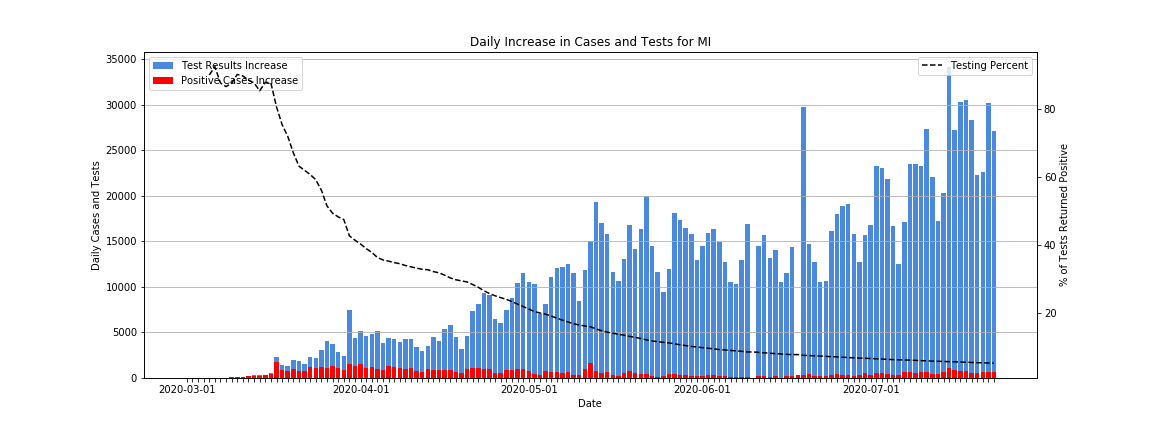 Daily Increase in Cases and Tests for MI
Test Results Increase
Positive Cases Increase
Testing Percent
35000
30000
25000
20000
15000
10000
5000
0
Daily Cases and Tests
80
60
40
20
% of Tests Returned Positive
2020-03-01
2020-04-01
2020-05-01
2020-06-01
2020-07-01
Date